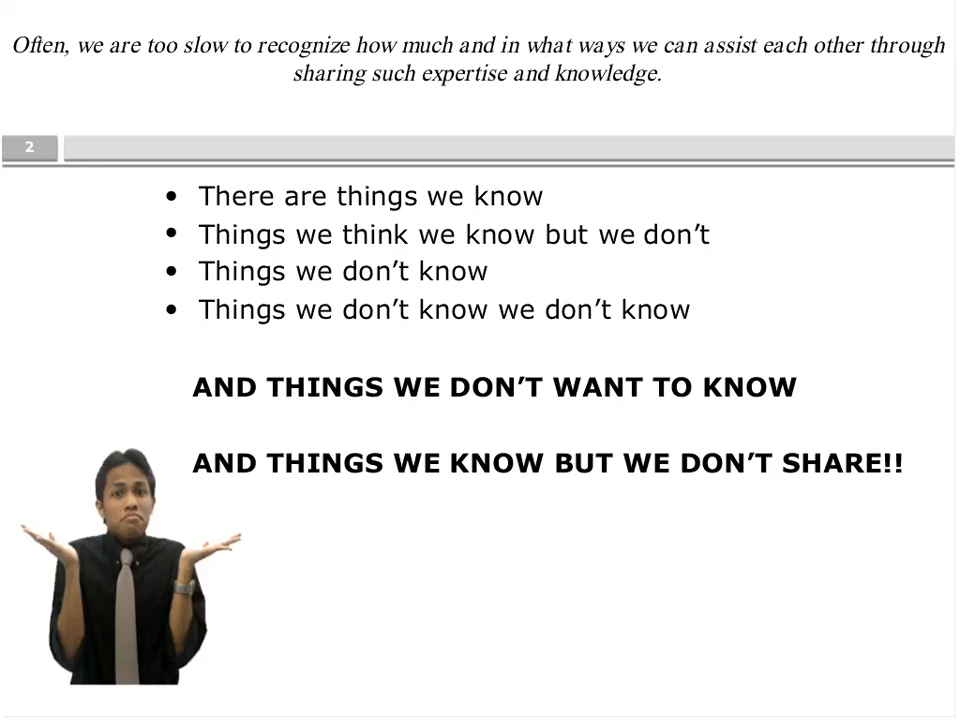 Often, we are too slow to recognize how much and in what ways we can assist each other through
sharing such expertise and knowledge.
2
• There are things we know
• Things we think we know but we don’t
• Things we don’t know
• Things we don’t know we don’t know
AND THINGS WE DON’T WANT TO KNOW
AND THINGS WE KNOW BUT WE DON’T SHARE!!